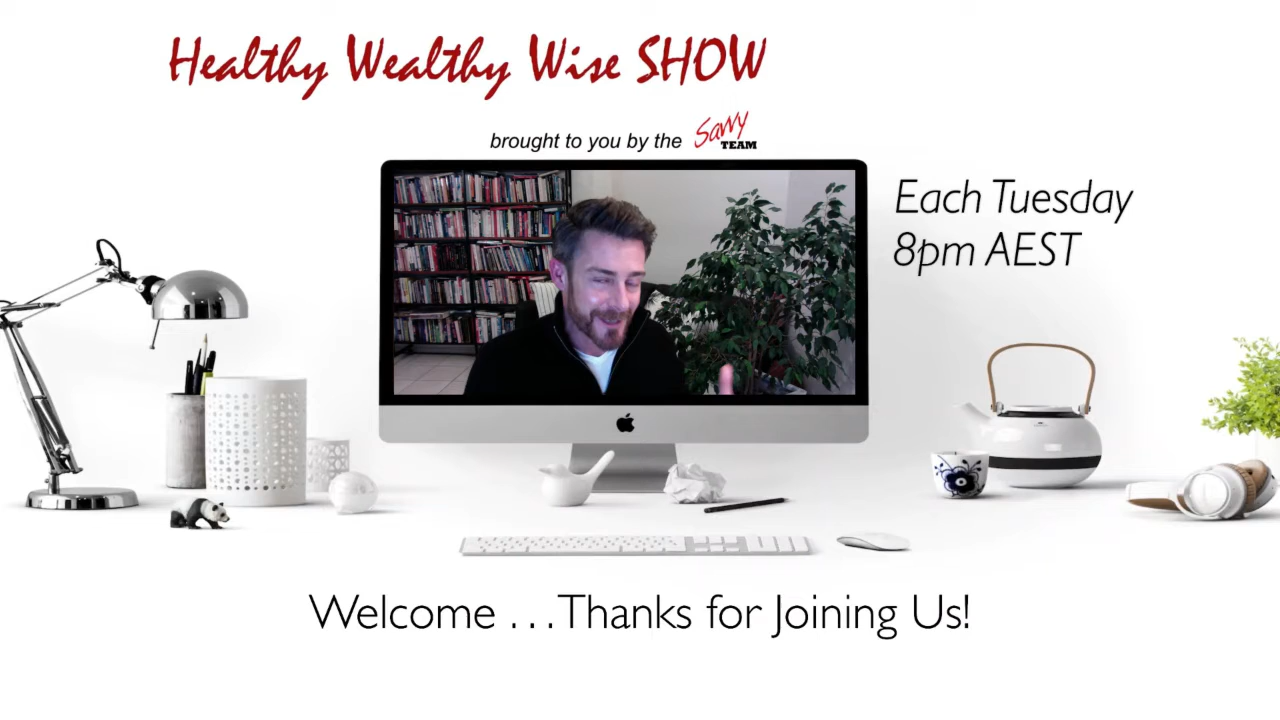 Healthy Wealthy Wise SHOW
brought to you by the Savvy TEAM
Each Tuesday
8pm AEST
Welcome ...Thanks for Joining Us!